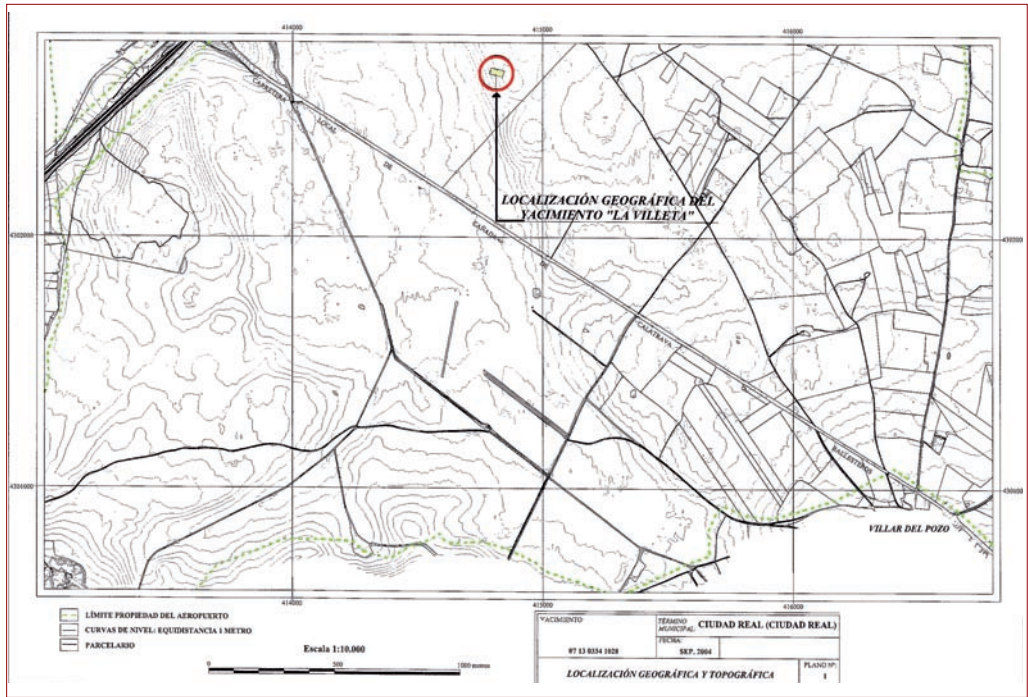 414000
415000
416000
CARRETERA
LOCAL
DE
LOCALIZACIÓN GEOGRÁFICA DEL
YACIMIENTO "LA VILLETA"
4302000
CALATRAVA
A
BALLESTEROS
4301000
VILLAR DEL POZO
414000
415000
416000
LÍMITE PROPIEDAD DEL AEROPUERTO
CURVAS DE NIVEL: EQUIDISTANCIA 1 METRO
PARCELARIO
Escala 1:10.000
0 500 1000 metros
YACIMIENTO:
07 13 0334 1028
TÉRMINO MUNICIPAL: CIUDAD REAL (CIUDAD REAL)
FECHA:
SEP. 2004
LOCALIZACIÓN GEOGRÁFICA Y TOPOGRÁFICA
PLANO Nº:
1